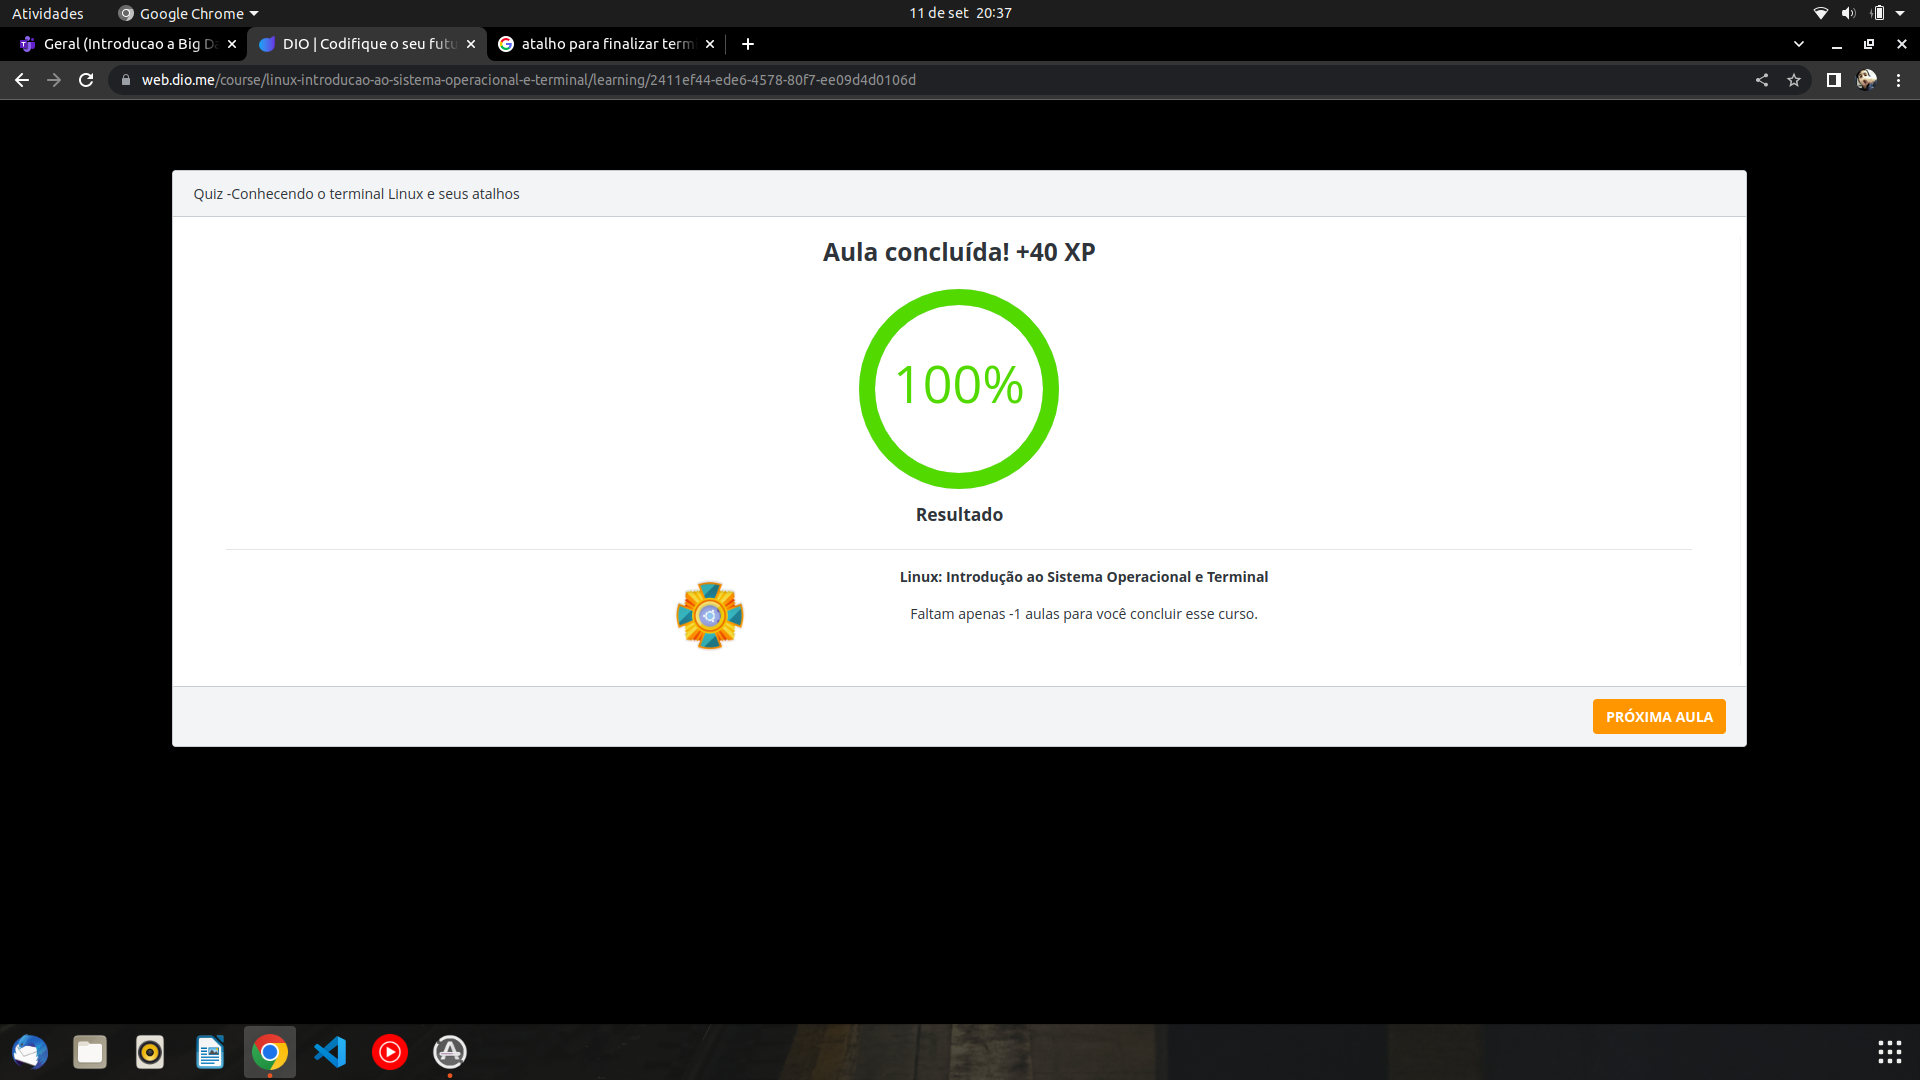 Atividades
Google Chrome
11 de set 20:37
Geral (Introducao a Big Da
DIO | Codifique o seu futu
atalho para finalizar term
web.dio.me/course/linux-introducao-ao-sistema-operacional-e-terminal/learning/2411ef44-ede6-4578-80f7-ee09d4d0106d
Quiz -Conhecendo o terminal Linux e seus atalhos
Aula concluída! +40 XP
100%
Resultado
Linux: Introdução ao Sistema Operacional e Terminal
Faltam apenas -1 aulas para você concluir esse curso.
PRÓXIMA AULA